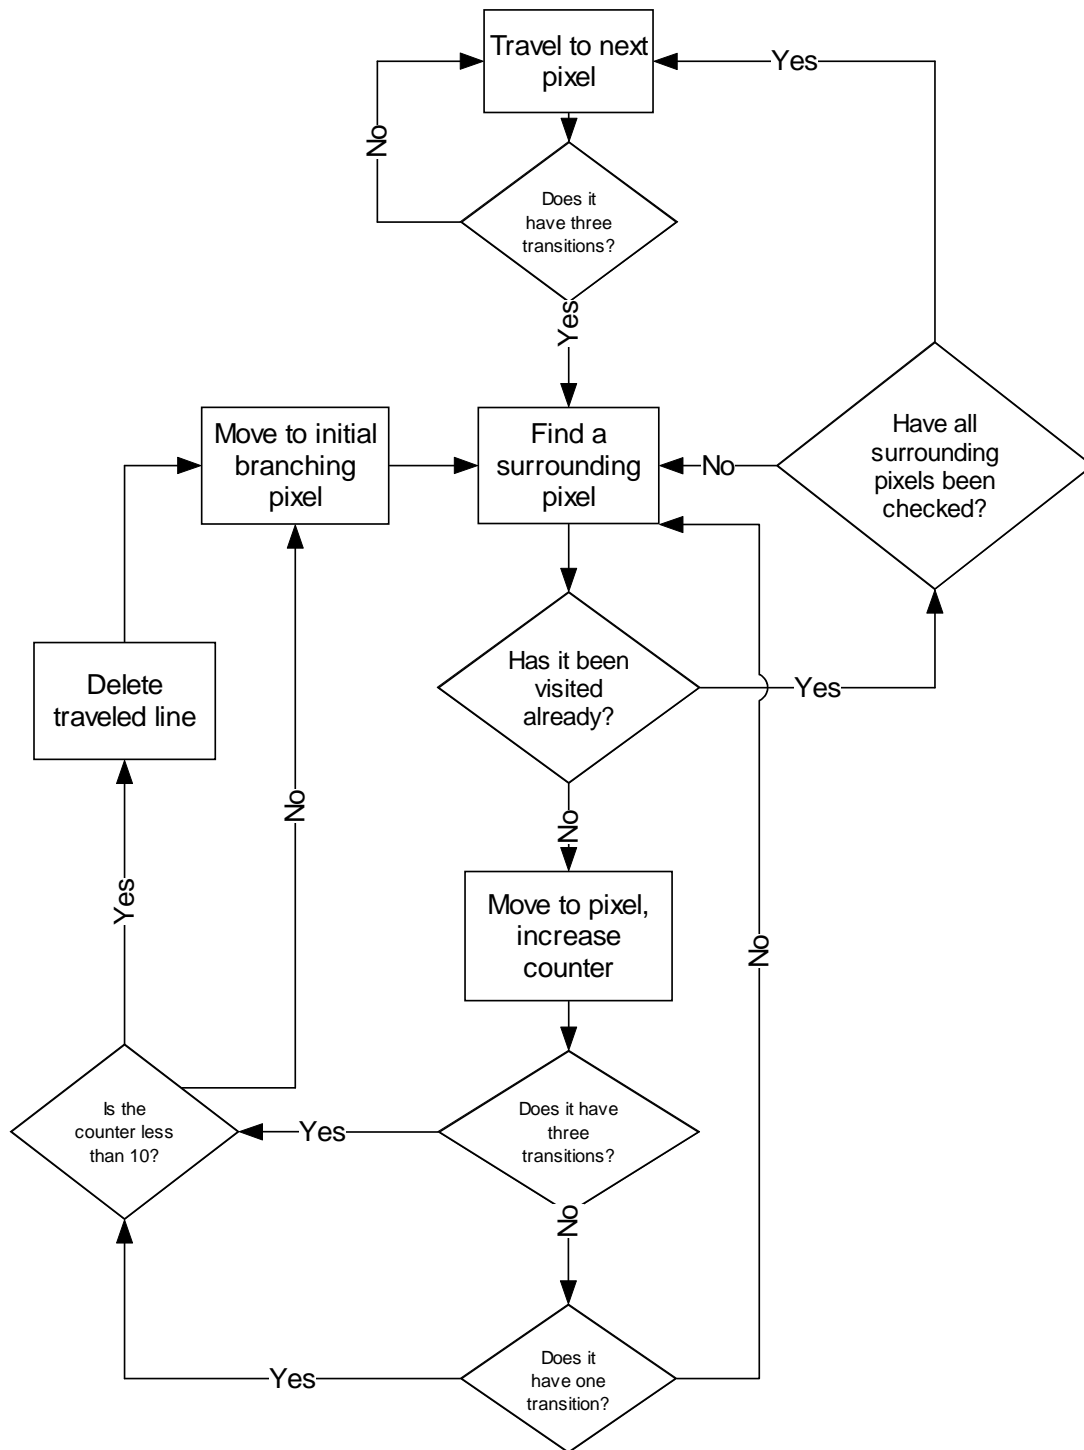 Travel to next
pixel
Yes
No
Does it
have three
transitions?
Yes
Move to initial
branching
pixel
Find a
surrounding
pixel
No
Have all
surrounding
pixels been
checked?
Delete
traveled line
Has it been
visited
already?
Yes
No
No
Yes
Move to pixel,
increase
counter
No
Is the
counter less
than 10?
Yes
Does it have
three
transitions?
No
Yes
Does it
have one
transition?